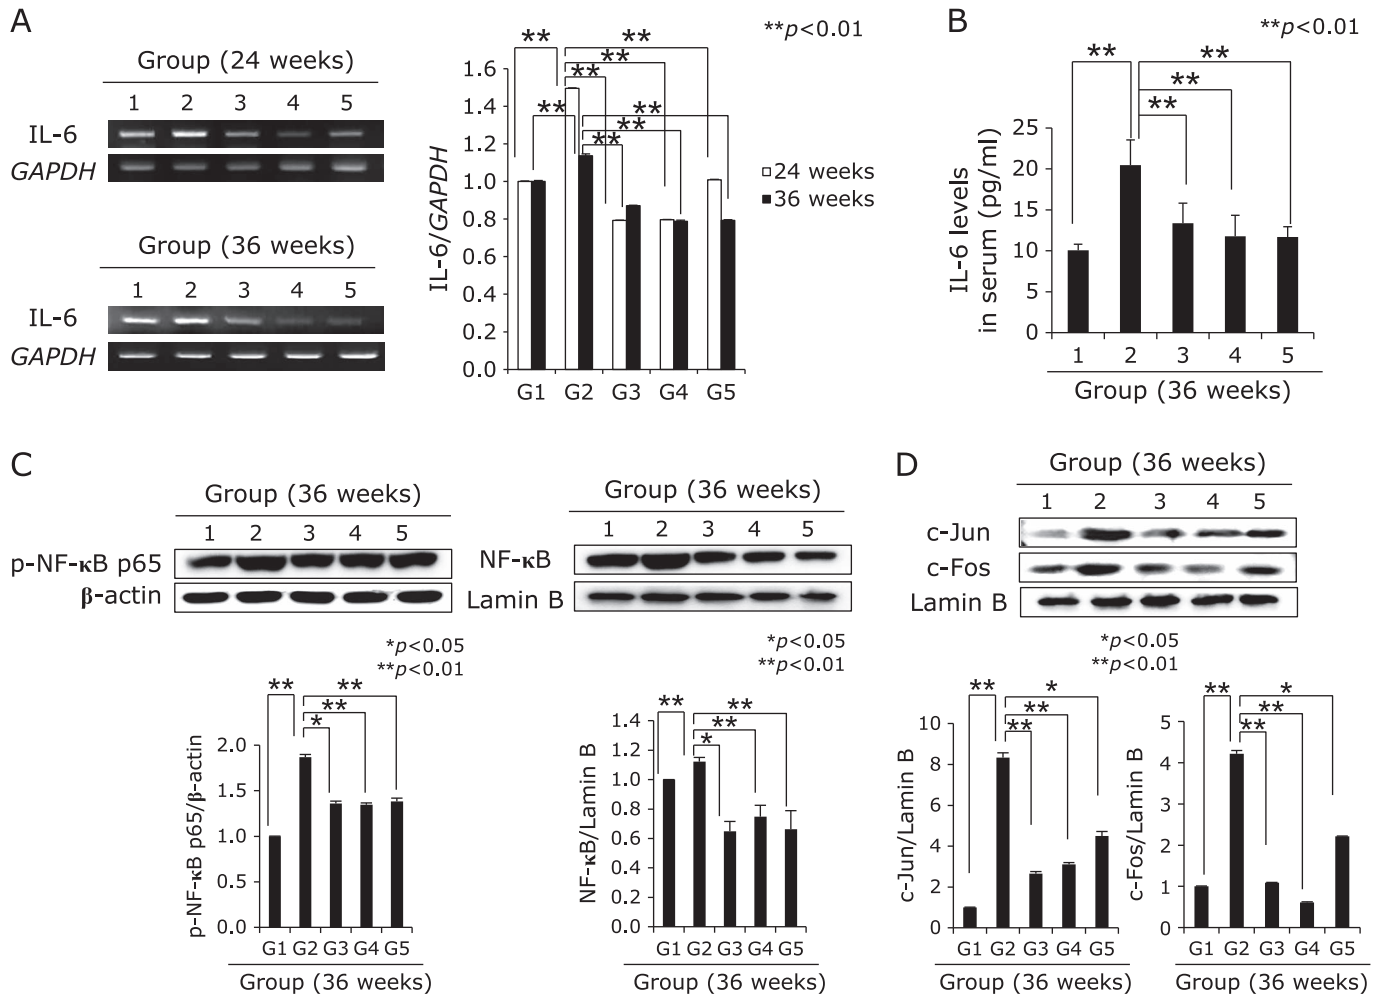 A
Group (24 weeks)
1 2 3 4 5
IL-6
GAPDH
Group (36 weeks)
1 2 3 4 5
IL-6
GAPDH
**p<0.01
** **
** **
** **
** **
IL-6/GAPDH
1.6
1.4
1.2
1.0
0.8
0.6
0.4
0.2
0.0
G1 G2 G3 G4 G5
24 weeks
36 weeks
B
**p<0.01
** **
**
**
IL-6 levels
in serum (pg/ml)
25
20
15
10
5
0
1 2 3 4 5
Group (36 weeks)
C
Group (36 weeks)
1 2 3 4 5
p-NF-κB p65
β-actin
*p<0.05
**p<0.01
** **
**
*
p-NF-κB p65/β-actin
2.0
1.5
1.0
0.5
0.0
G1 G2 G3 G4 G5
Group (36 weeks)
Group (36 weeks)
1 2 3 4 5
NF-κB
Lamin B
*p<0.05
**p<0.01
** **
**
*
NF-κB/Lamin B
1.4
1.2
1.0
0.8
0.6
0.4
0.2
0.0
G1 G2 G3 G4 G5
Group (36 weeks)
D
Group (36 weeks)
1 2 3 4 5
c-Jun
c-Fos
Lamin B
*p<0.05
**p<0.01
** *
**
**
c-Jun/Lamin B
10
8
6
4
2
0
G1 G2 G3 G4 G5
Group (36 weeks)
** *
**
**
c-Fos/Lamin B
5
4
3
2
1
0
G1 G2 G3 G4 G5
Group (36 weeks)